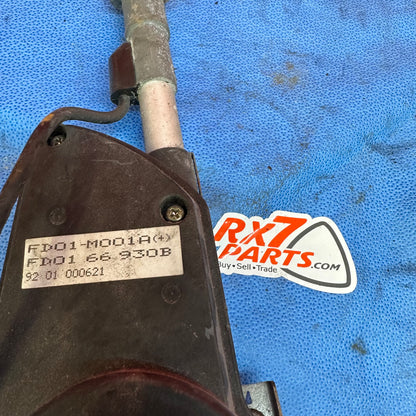 FD01-M001A(+)
FD01 66 930B
92 01 000621
RX7
PARTS.COM
Buy . Sell . Trade